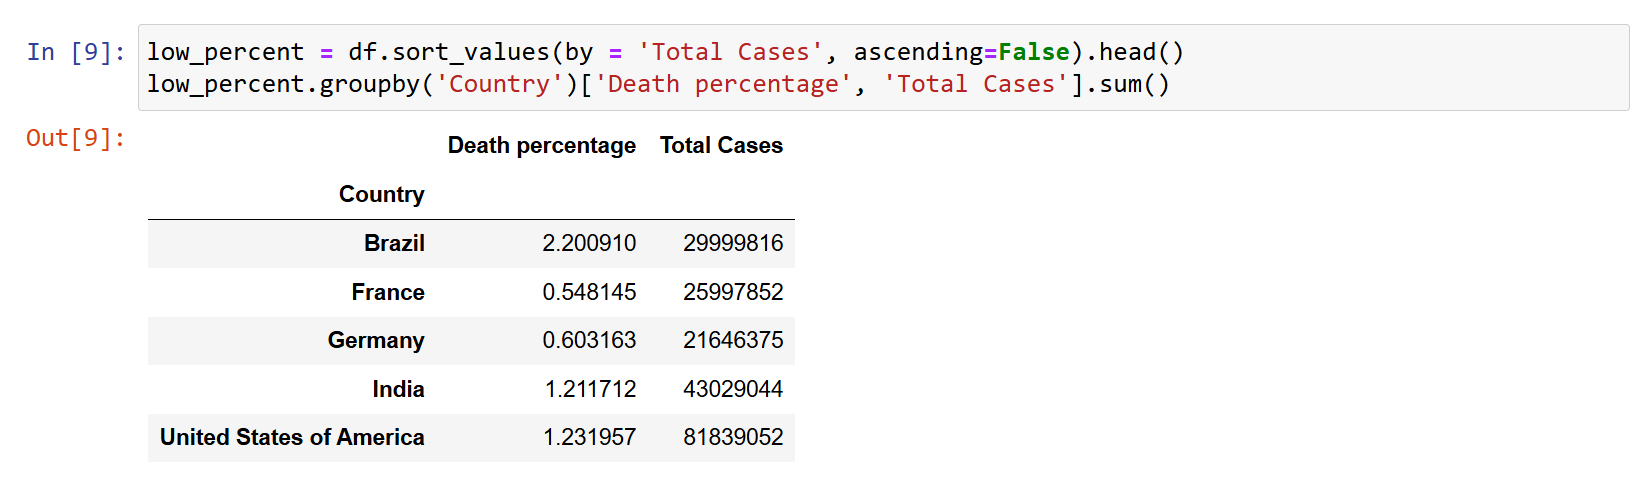 In [9]: low_percent = df.sort_values(by = 'Total Cases', ascending=False).head()
low_percent.groupby('Country')['Death percentage', 'Total Cases'].sum()
Out[9]:
Death percentage Total Cases
Country
Brazil 2.200910 29999816
France 0.548145 25997852
Germany 0.603163 21646375
India 1.211712 43029044
United States of America 1.231957 81839052